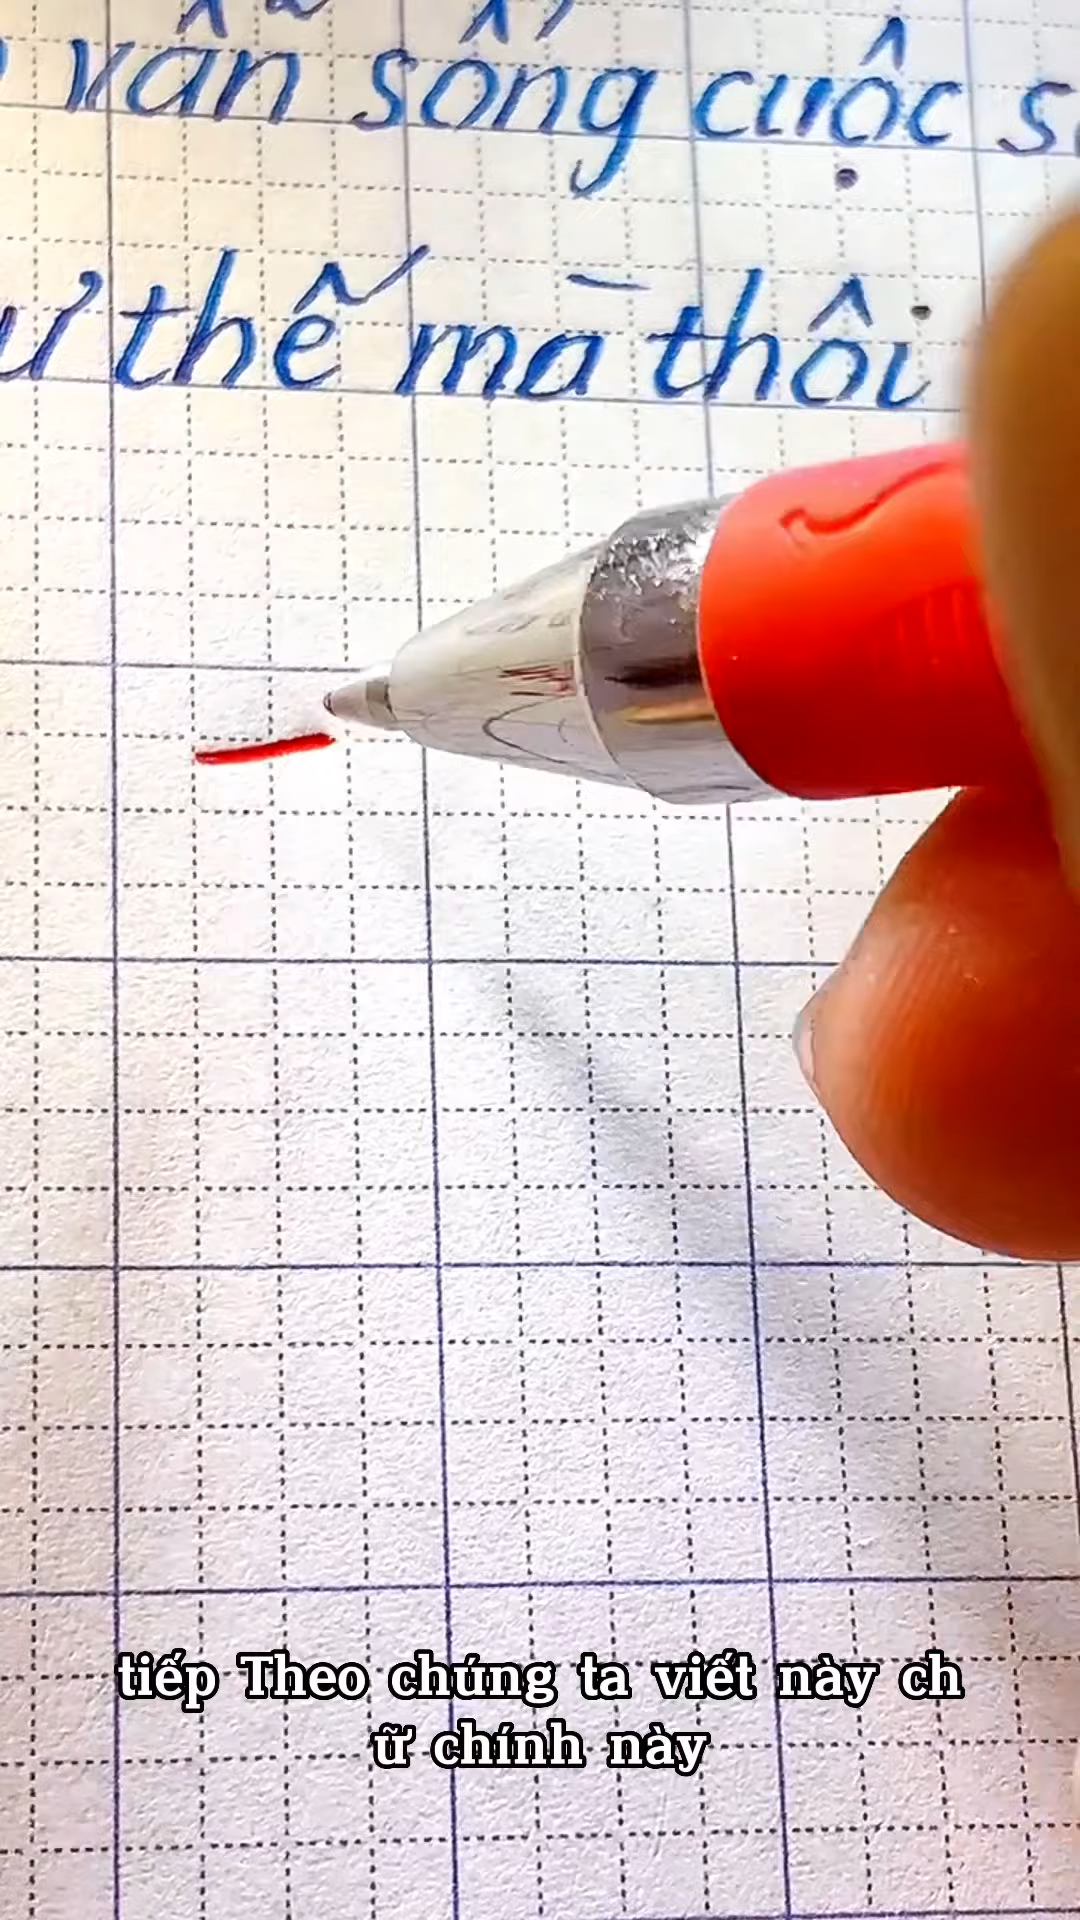 vẫn sống cuộc
thế mà thôi
tiếp Theo chúng ta viết này ch
ữ chính này